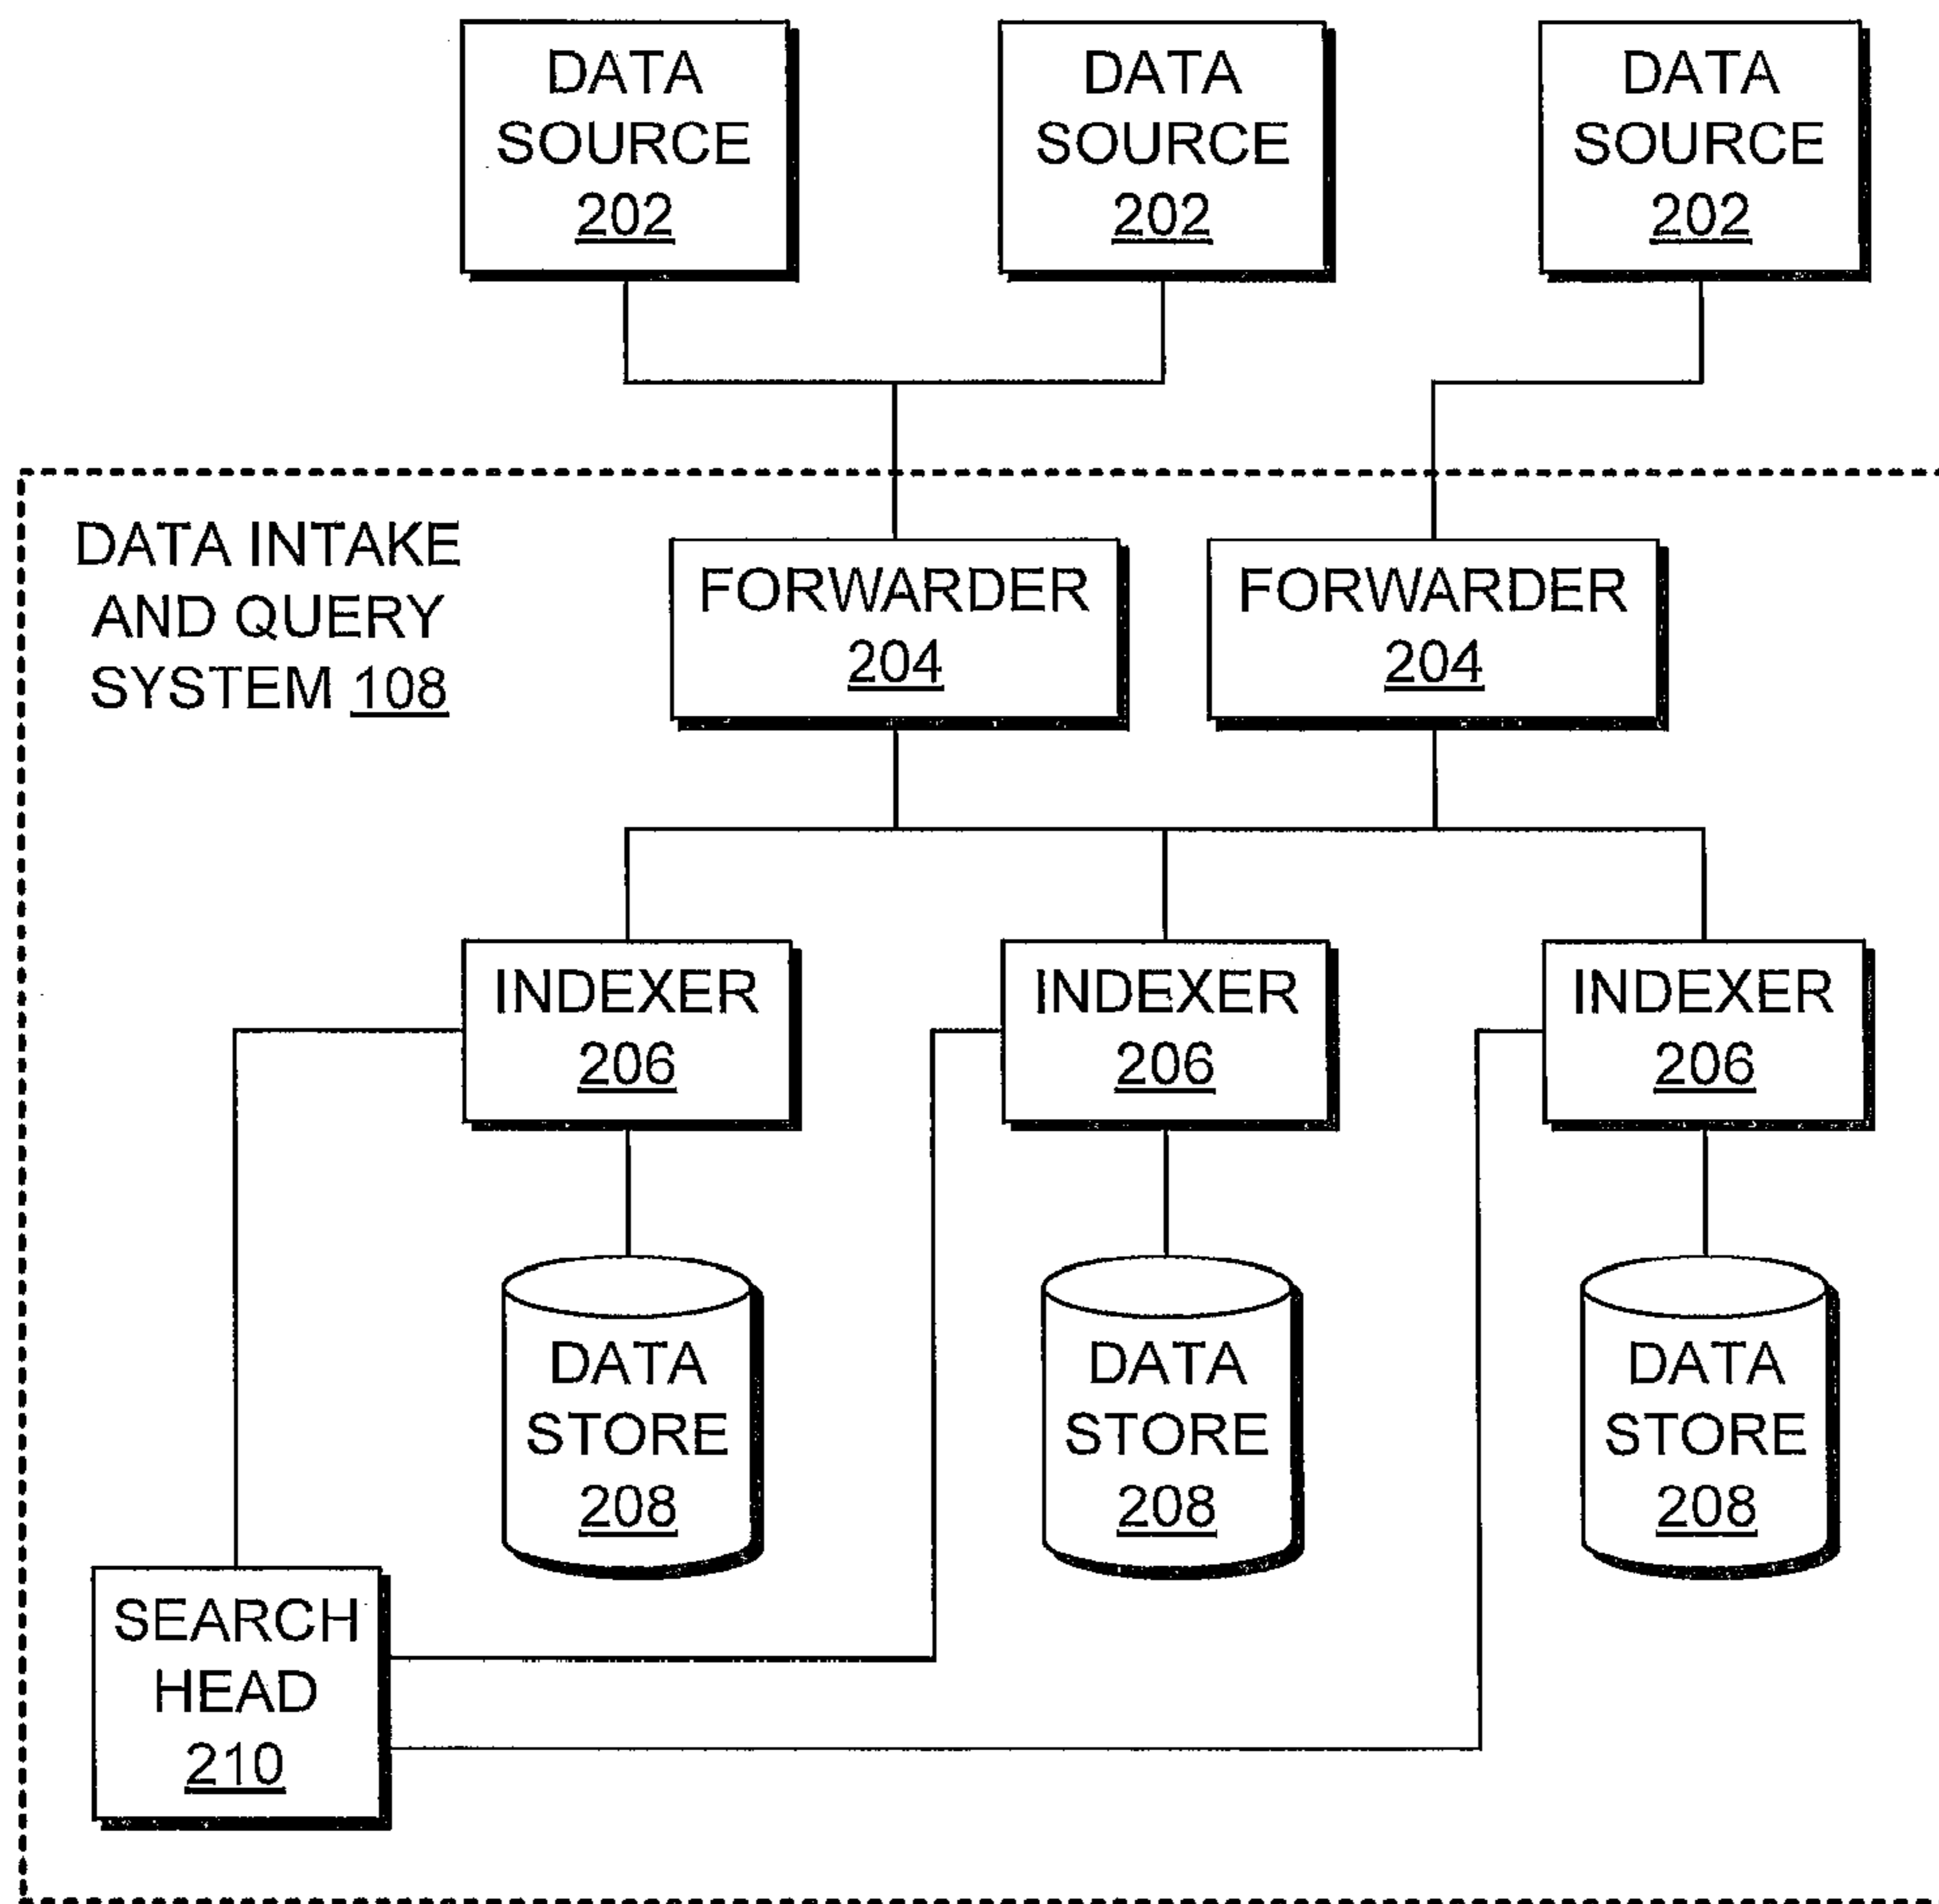 DATA
SOURCE
202
DATA
SOURCE
202
DATA
SOURCE
202
DATA INTAKE
AND QUERY
SYSTEM 108
FORWARDER
204
FORWARDER
204
INDEXER
206
INDEXER
206
INDEXER
206
DATA
STORE
208
DATA
STORE
208
DATA
STORE
208
SEARCH
HEAD
210